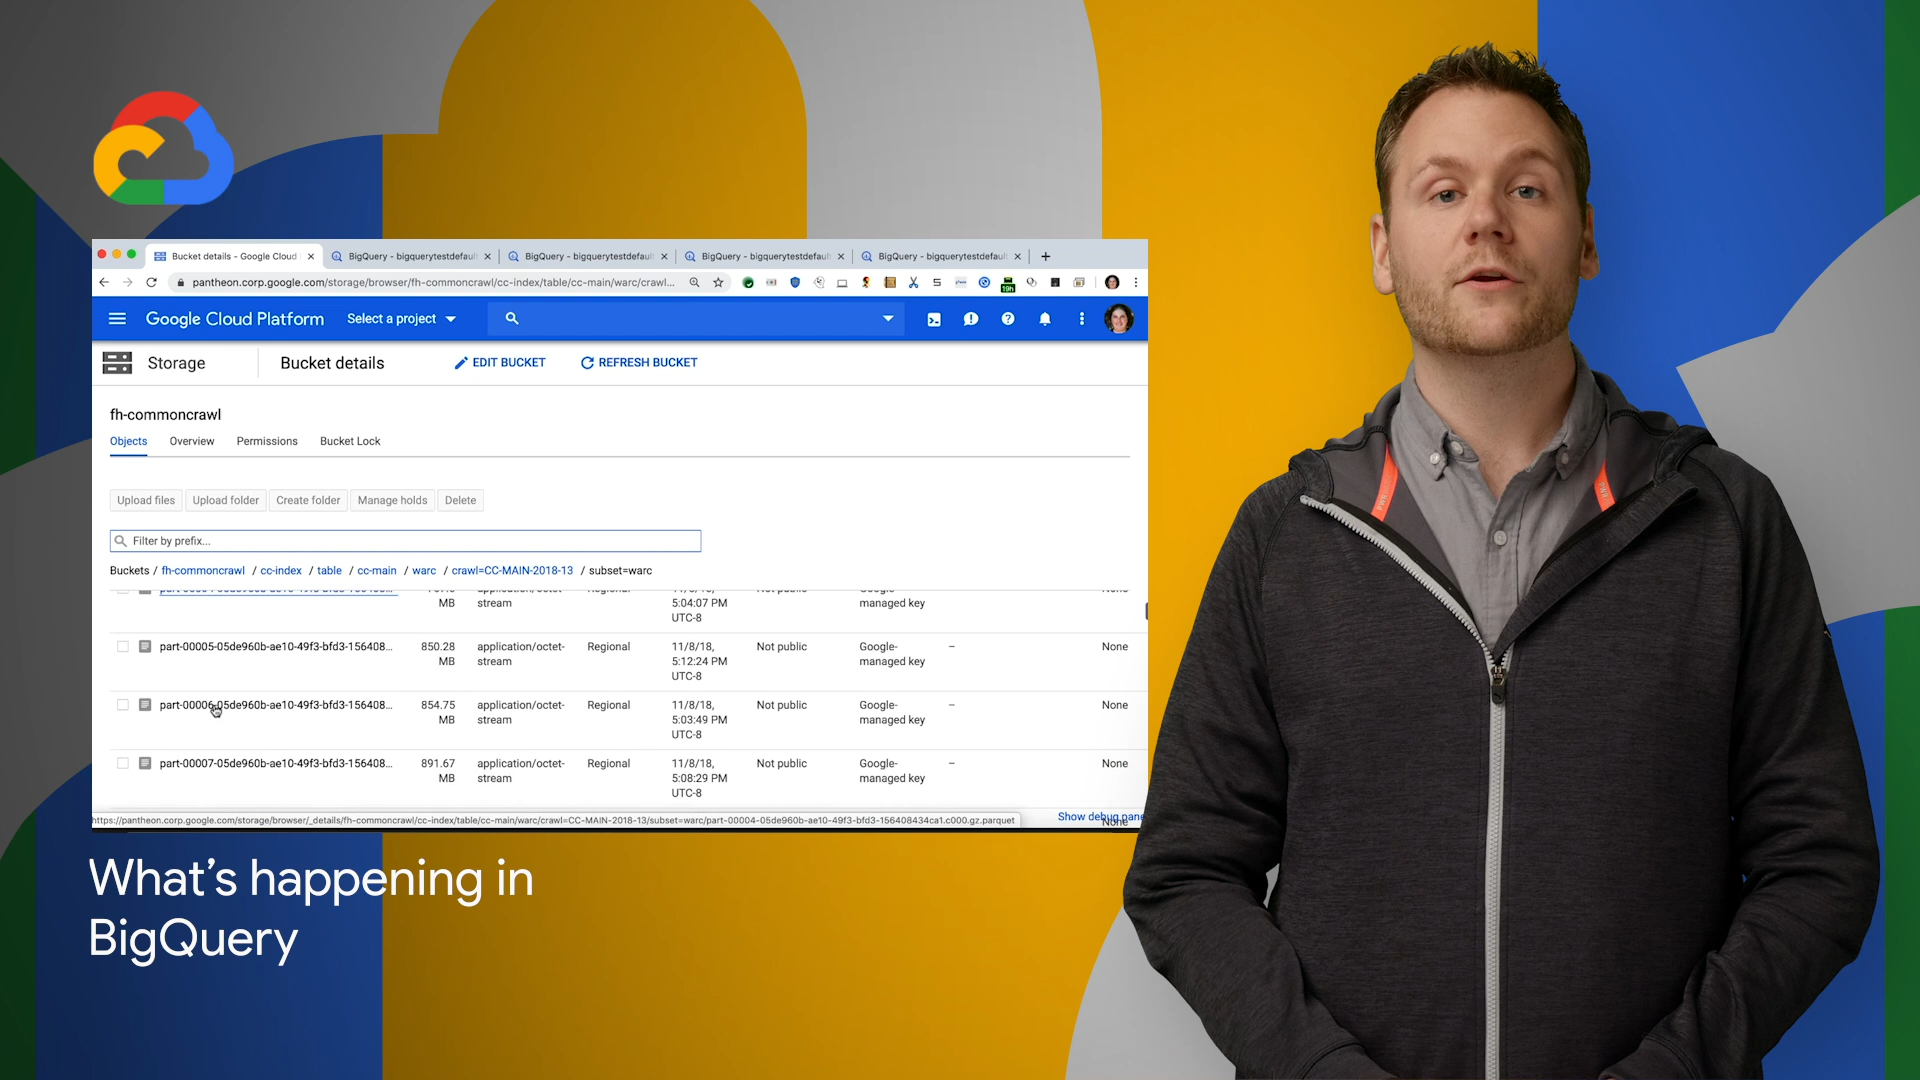 Bucket details - Google Cloud
BigQuery - bigquerytestdefaul
BigQuery - bigquerytestdefaul
BigQuery - bigquerytestdefaul
BigQuery - bigquerytestdefaul
pantheon.corp.google.com/storage/browser/fh-commoncrawl/cc-index/table/cc-main/warc/crawl...
19h
Google Cloud Platform
Select a project
Storage
Bucket details
EDIT BUCKET
REFRESH BUCKET
fh-commoncrawl
Objects Overview Permissions Bucket Lock
Upload files Upload folder Create folder Manage holds Delete
Filter by prefix...
Buckets / fh-commoncrawl / cc-index / table / cc-main / warc / crawl=CC-MAIN-2018-13 / subset=warc
MB stream 5:04:07 PM managed key
UTC-8
part-00005-05de960b-ae10-49f3-bfd3-156408... 850.28 application/octet- Regional 11/8/18, Not public Google- – None
MB stream 5:12:24 PM managed key
UTC-8
part-00006-05de960b-ae10-49f3-bfd3-156408... 854.75 application/octet- Regional 11/8/18, Not public Google- – None
MB stream 5:03:49 PM managed key
UTC-8
part-00007-05de960b-ae10-49f3-bfd3-156408... 891.67 application/octet- Regional 11/8/18, Not public Google- – None
MB stream 5:08:29 PM managed key
UTC-8
https://pantheon.corp.google.com/storage/browser/_details/fh-commoncrawl/cc-index/table/cc-main/warc/crawl=CC-MAIN-2018-13/subset=warc/part-00004-05de960b-ae10-49f3-bfd3-156408434ca1.c000.gz.parquet
Show debug pane
None
What's happening in
BigQuery